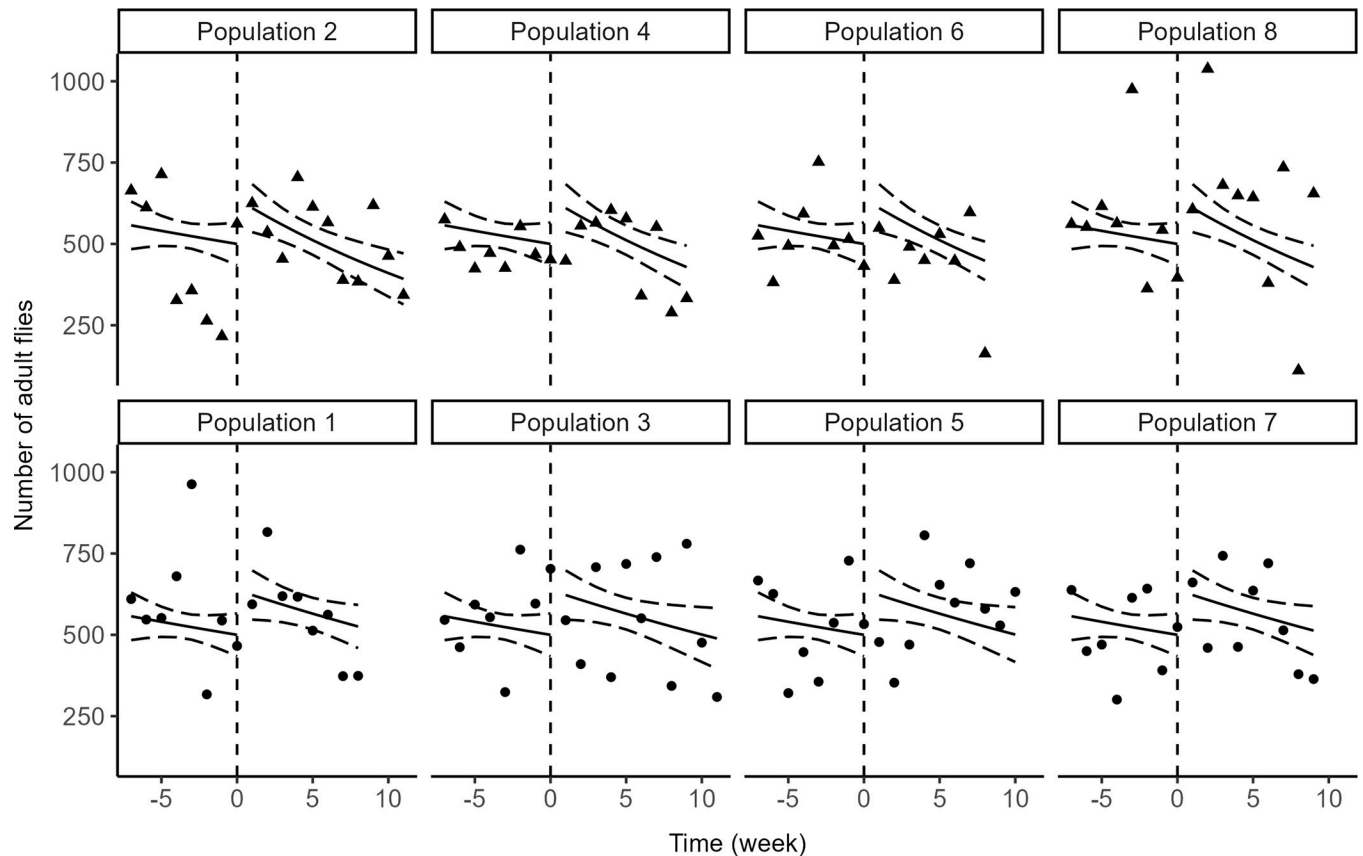 Population 2 Population 4 Population 6 Population 8
1000
750
500
250
Population 1 Population 3 Population 5 Population 7
1000
750
500
250
-5 0 5 10 -5 0 5 10 -5 0 5 10 -5 0 5 10
Time (week)
Number of adult flies